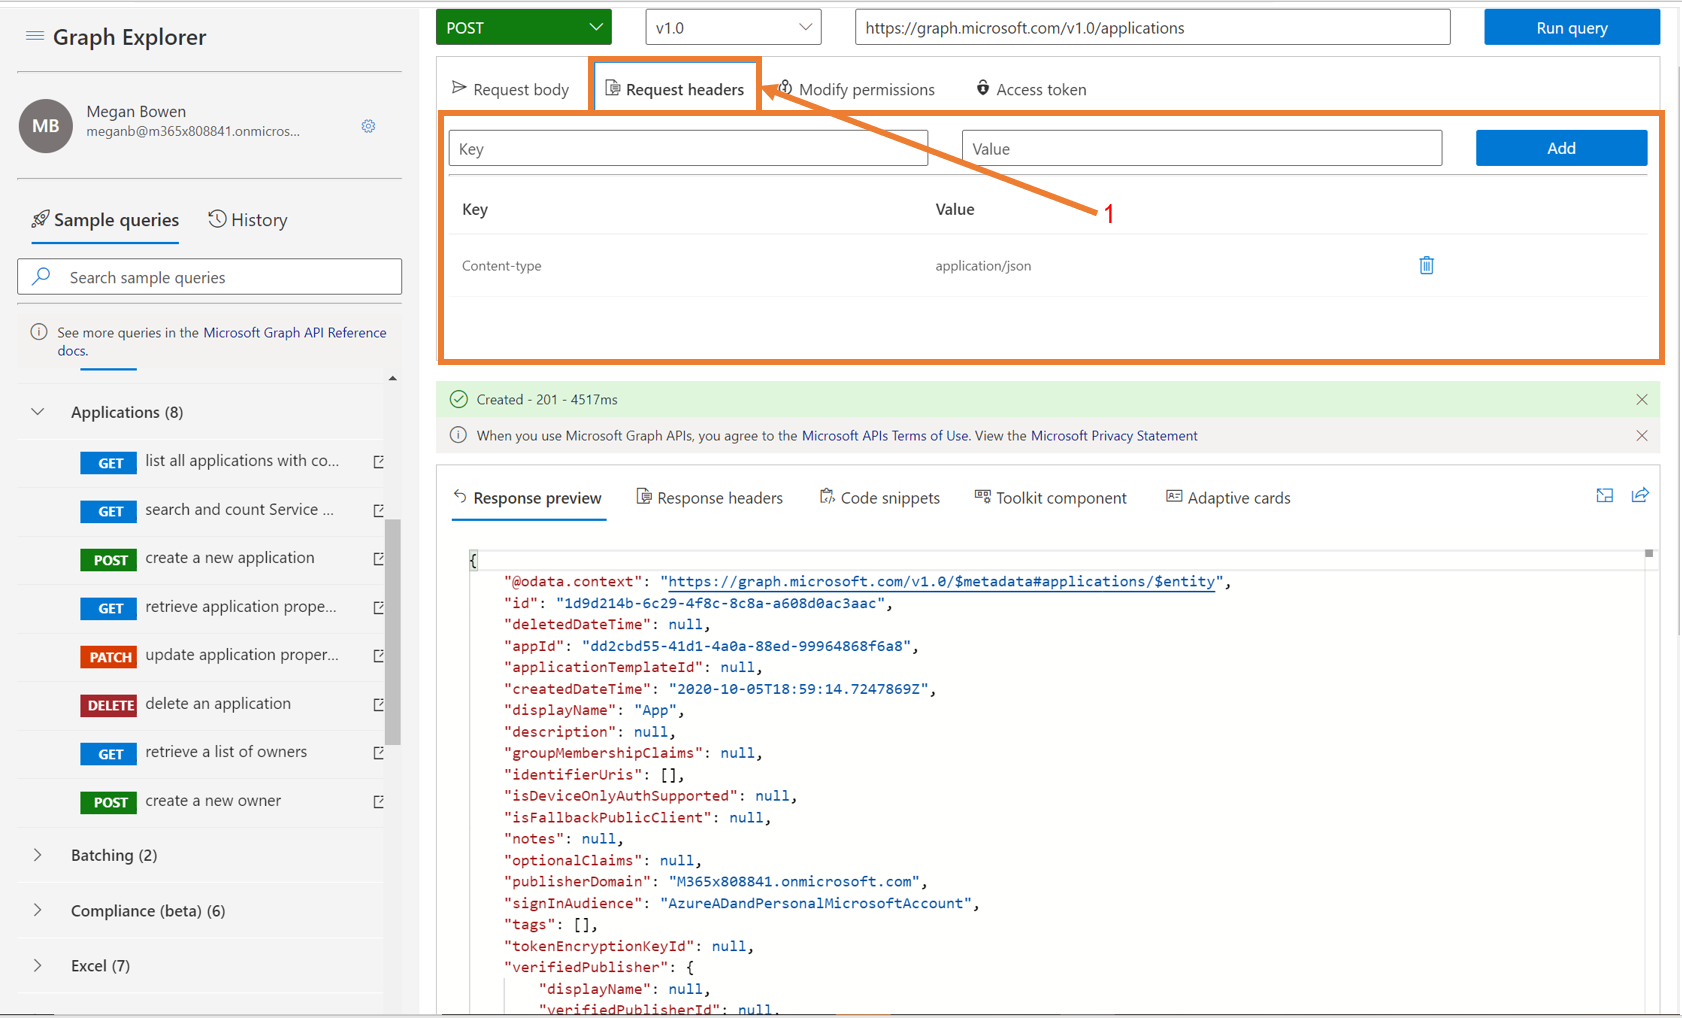 Graph Explorer
MB
Megan Bowen
meganb@m365x808841.onmicros...
Sample queries
History
Search sample queries
See more queries in the Microsoft Graph API Reference
docs.
Applications (8)
GET list all applications with co...
GET search and count Service ...
POST create a new application
GET retrieve application prope...
PATCH update application proper...
DELETE delete an application
GET retrieve a list of owners
POST create a new owner
Batching (2)
Compliance (beta) (6)
Excel (7)
POST
v1.0
https://graph.microsoft.com/v1.0/applications
Run query
Request body
Request headers
Modify permissions
Access token
Key
Value
Add
1
Key
Value
Content-type
application/json
Created - 201 - 4517ms
When you use Microsoft Graph APIs, you agree to the Microsoft APIs Terms of Use. View the Microsoft Privacy Statement
Response preview
Response headers
Code snippets
Toolkit component
Adaptive cards
{
"@odata.context": "https://graph.microsoft.com/v1.0/$metadata#applications/$entity",
"id": "1d9d214b-6c29-4f8c-8c8a-a608d0ac3aac",
"deletedDateTime": null,
"appId": "dd2cbd55-41d1-4a0a-88ed-99964868f6a8",
"applicationTemplateId": null,
"createdDateTime": "2020-10-05T18:59:14.7247869Z",
"displayName": "App",
"description": null,
"groupMembershipClaims": null,
"identifierUris": [],
"isDeviceOnlyAuthSupported": null,
"isFallbackPublicClient": null,
"notes": null,
"optionalClaims": null,
"publisherDomain": "M365x808841.onmicrosoft.com",
"signInAudience": "AzureADandPersonalMicrosoftAccount",
"tags": [],
"tokenEncryptionKeyId": null,
"verifiedPublisher": {
"displayName": null,
"verifiedPublisherId": null,